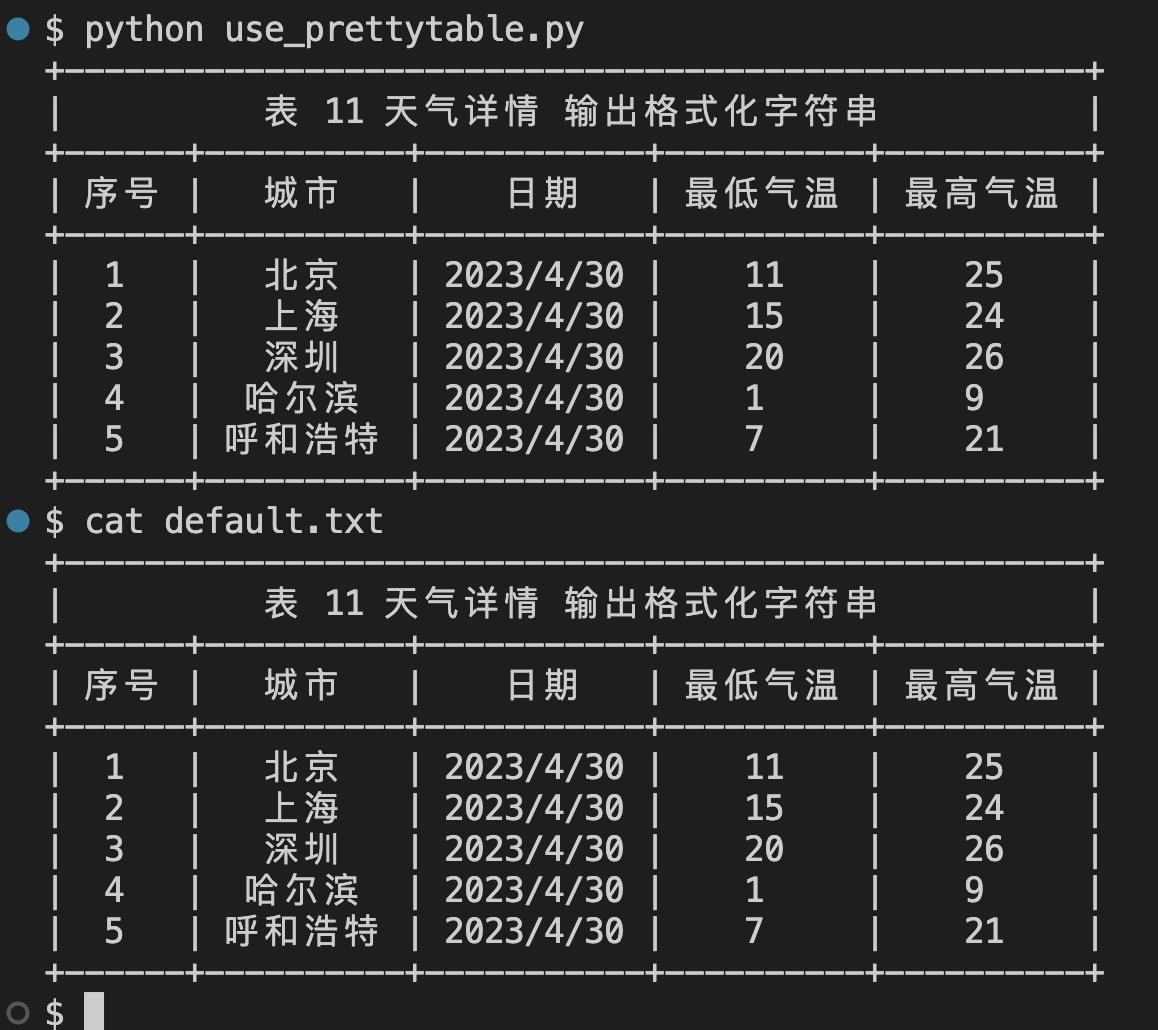 $ python use_prettytable.py
+---------------------------------------------------+
|          表 11 天气详情 输出格式化字符串          |
+------+----------+-----------+----------+----------+
| 序号 |   城市   |    日期   | 最低气温 | 最高气温 |
+------+----------+-----------+----------+----------+
|  1   |   北京   | 2023/4/30 |    11    |    25    |
|  2   |   上海   | 2023/4/30 |    15    |    24    |
|  3   |   深圳   | 2023/4/30 |    20    |    26    |
|  4   |  哈尔滨  | 2023/4/30 |    1     |    9     |
|  5   | 呼和浩特 | 2023/4/30 |    7     |    21    |
+------+----------+-----------+----------+----------+
$ cat default.txt
+---------------------------------------------------+
|          表 11 天气详情 输出格式化字符串          |
+------+----------+-----------+----------+----------+
| 序号 |   城市   |    日期   | 最低气温 | 最高气温 |
+------+----------+-----------+----------+----------+
|  1   |   北京   | 2023/4/30 |    11    |    25    |
|  2   |   上海   | 2023/4/30 |    15    |    24    |
|  3   |   深圳   | 2023/4/30 |    20    |    26    |
|  4   |  哈尔滨  | 2023/4/30 |    1     |    9     |
|  5   | 呼和浩特 | 2023/4/30 |    7     |    21    |
+------+----------+-----------+----------+----------+
$